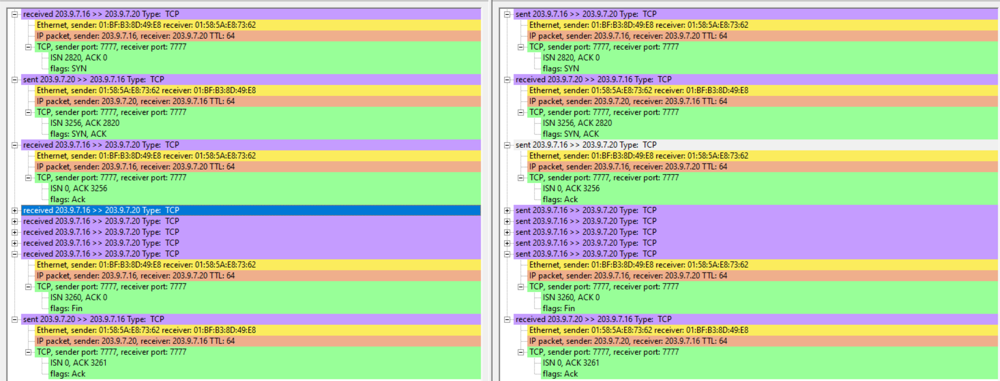 received 203.9.7.16 >> 203.9.7.20 Type: TCP
Ethernet, sender: 01:BF:B3:8D:49:E8 receiver: 01:58:5A:E8:73:62
IP packet, sender: 203.9.7.16, receiver: 203.9.7.20 TTL: 64
TCP, sender port: 7777, receiver port: 7777
ISN 2820, ACK 0
flags: SYN
sent 203.9.7.20 >> 203.9.7.16 Type: TCP
Ethernet, sender: 01:58:5A:E8:73:62 receiver: 01:BF:B3:8D:49:E8
IP packet, sender: 203.9.7.20, receiver: 203.9.7.16 TTL: 64
TCP, sender port: 7777, receiver port: 7777
ISN 3256, ACK 2820
flags: SYN, ACK
received 203.9.7.16 >> 203.9.7.20 Type: TCP
Ethernet, sender: 01:BF:B3:8D:49:E8 receiver: 01:58:5A:E8:73:62
IP packet, sender: 203.9.7.16, receiver: 203.9.7.20 TTL: 64
TCP, sender port: 7777, receiver port: 7777
ISN 0, ACK 3256
flags: Ack
received 203.9.7.16 >> 203.9.7.20 Type: TCP
received 203.9.7.16 >> 203.9.7.20 Type: TCP
received 203.9.7.16 >> 203.9.7.20 Type: TCP
received 203.9.7.16 >> 203.9.7.20 Type: TCP
received 203.9.7.16 >> 203.9.7.20 Type: TCP
Ethernet, sender: 01:BF:B3:8D:49:E8 receiver: 01:58:5A:E8:73:62
IP packet, sender: 203.9.7.16, receiver: 203.9.7.20 TTL: 64
TCP, sender port: 7777, receiver port: 7777
ISN 3260, ACK 0
flags: Fin
sent 203.9.7.20 >> 203.9.7.16 Type: TCP
Ethernet, sender: 01:58:5A:E8:73:62 receiver: 01:BF:B3:8D:49:E8
IP packet, sender: 203.9.7.20, receiver: 203.9.7.16 TTL: 64
TCP, sender port: 7777, receiver port: 7777
ISN 0, ACK 3261
flags: Ack
sent 203.9.7.16 >> 203.9.7.20 Type: TCP
Ethernet, sender: 01:BF:B3:8D:49:E8 receiver: 01:58:5A:E8:73:62
IP packet, sender: 203.9.7.16, receiver: 203.9.7.20 TTL: 64
TCP, sender port: 7777, receiver port: 7777
ISN 2820, ACK 0
flags: SYN
received 203.9.7.20 >> 203.9.7.16 Type: TCP
Ethernet, sender: 01:58:5A:E8:73:62 receiver: 01:BF:B3:8D:49:E8
IP packet, sender: 203.9.7.20, receiver: 203.9.7.16 TTL: 64
TCP, sender port: 7777, receiver port: 7777
ISN 3256, ACK 2820
flags: SYN, ACK
sent 203.9.7.16 >> 203.9.7.20 Type: TCP
Ethernet, sender: 01:BF:B3:8D:49:E8 receiver: 01:58:5A:E8:73:62
IP packet, sender: 203.9.7.16, receiver: 203.9.7.20 TTL: 64
TCP, sender port: 7777, receiver port: 7777
ISN 0, ACK 3256
flags: Ack
sent 203.9.7.16 >> 203.9.7.20 Type: TCP
sent 203.9.7.16 >> 203.9.7.20 Type: TCP
sent 203.9.7.16 >> 203.9.7.20 Type: TCP
sent 203.9.7.16 >> 203.9.7.20 Type: TCP
sent 203.9.7.16 >> 203.9.7.20 Type: TCP
Ethernet, sender: 01:BF:B3:8D:49:E8 receiver: 01:58:5A:E8:73:62
IP packet, sender: 203.9.7.16, receiver: 203.9.7.20 TTL: 64
TCP, sender port: 7777, receiver port: 7777
ISN 3260, ACK 0
flags: Fin
received 203.9.7.20 >> 203.9.7.16 Type: TCP
Ethernet, sender: 01:58:5A:E8:73:62 receiver: 01:BF:B3:8D:49:E8
IP packet, sender: 203.9.7.20, receiver: 203.9.7.16 TTL: 64
TCP, sender port: 7777, receiver port: 7777
ISN 0, ACK 3261
flags: Ack